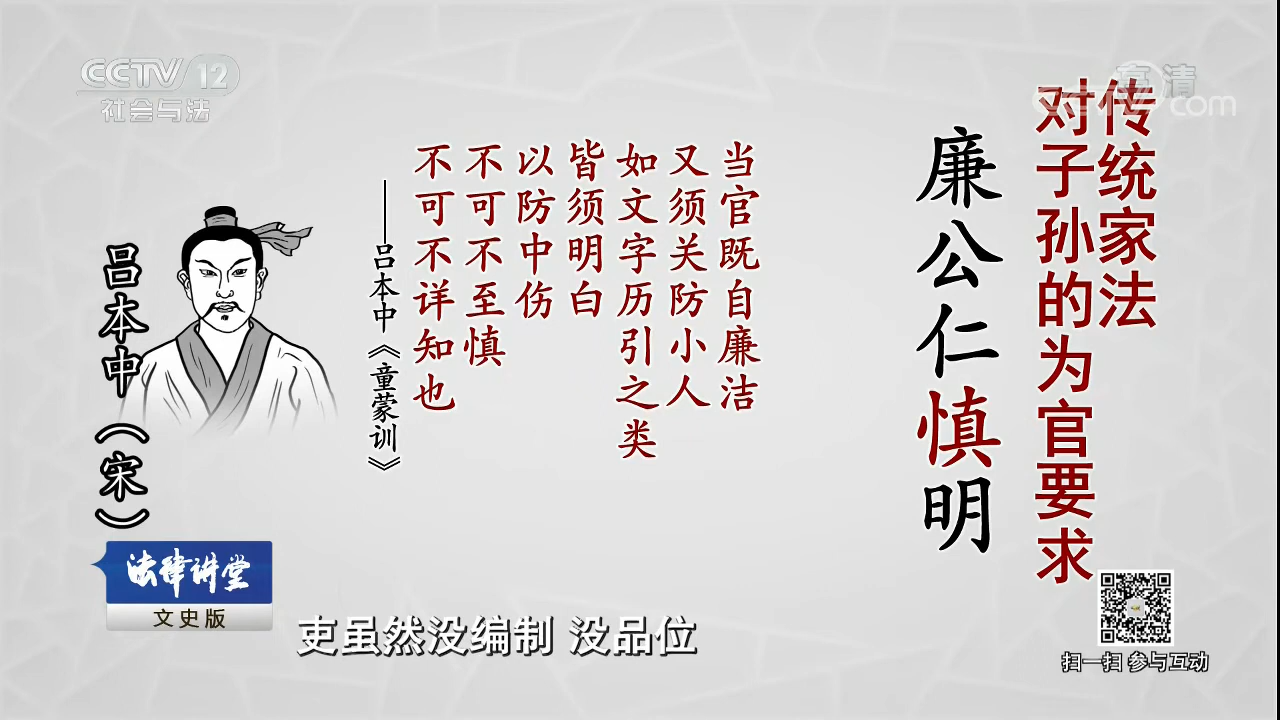 CCTV 12
社会与法
高清
com
传统家法
对子孙的为官要求
廉公仁慎明
当官既自廉洁
又须关防小人
如文字历引之类
皆须明白
以防中伤
不可不至慎
不可不详知也
——吕本中《童蒙训》
吕本中（宋）
法律讲堂
文史版
吏虽然没编制 没品位
扫一扫 参与互动